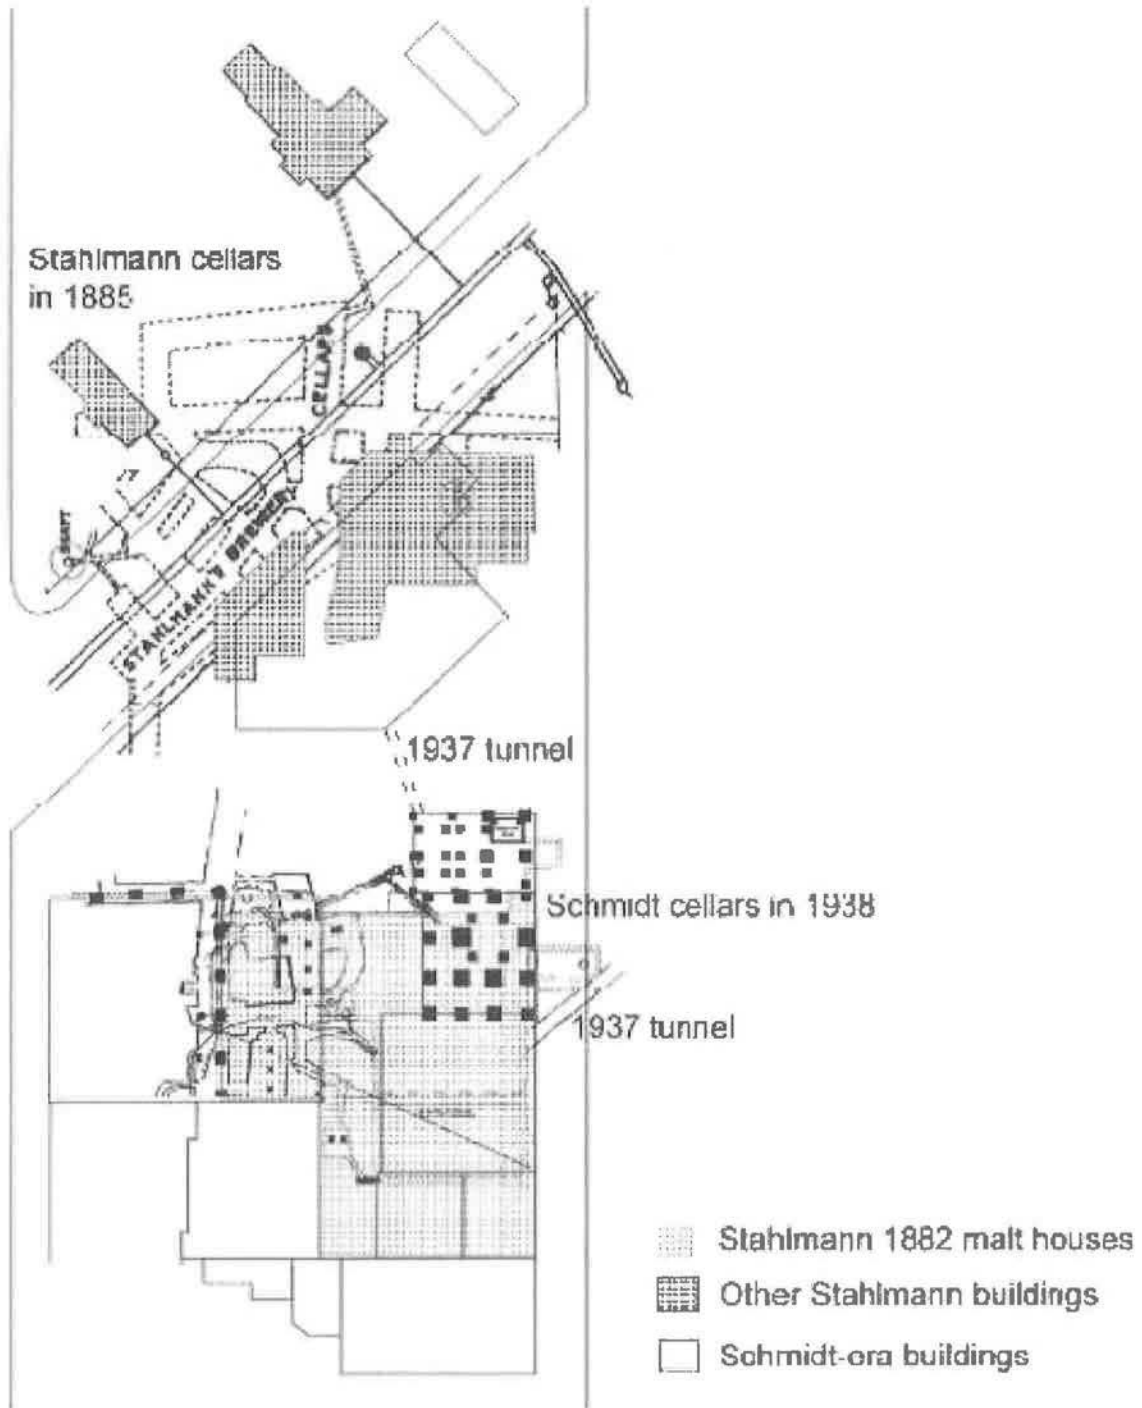 Stahlmann cellars
in 1885
CELLARS
SHAFT
STAHLMANN'S BREWERY
1937 tunnel
Schmidt cellars in 1938
1937 tunnel
Stahlmann 1882 malt houses
Other Stahlmann buildings
Schmidt-era buildings